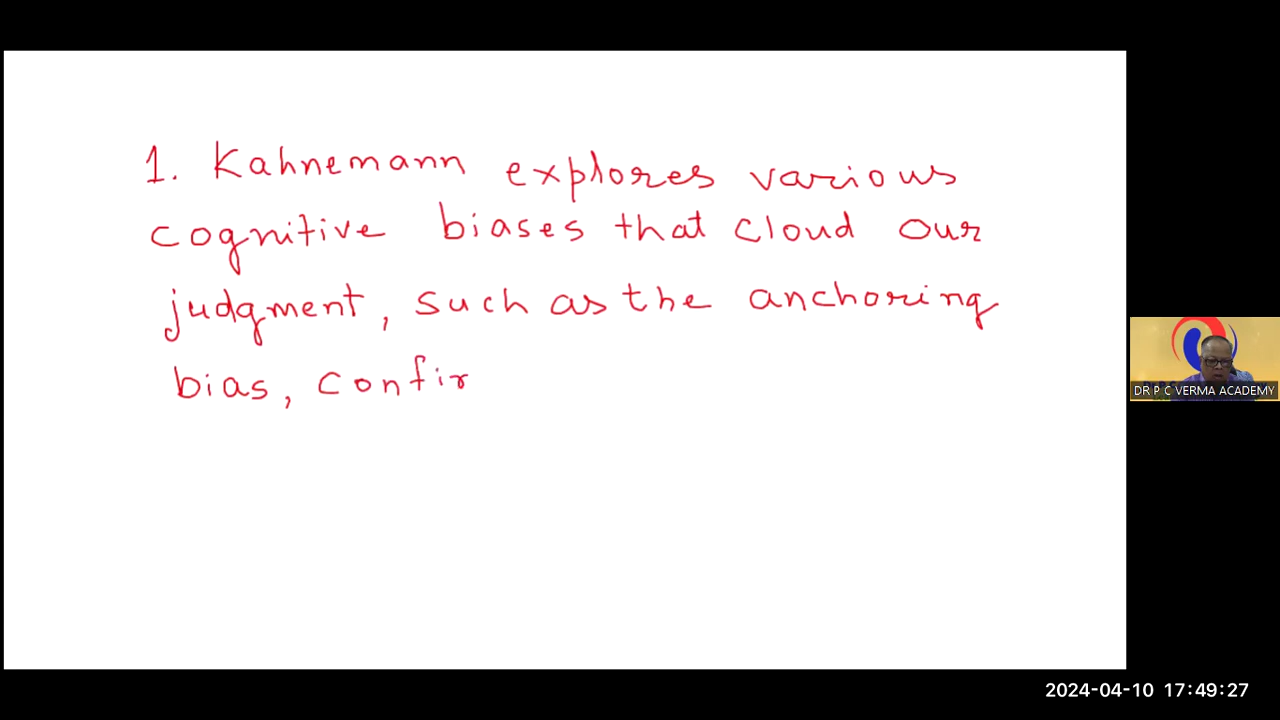 1. Kahnemann explores various
cognitive biases that cloud our
judgment, such as the anchoring
bias, confir
DR P C VERMA ACADEMY
2024-04-10 17:49:27